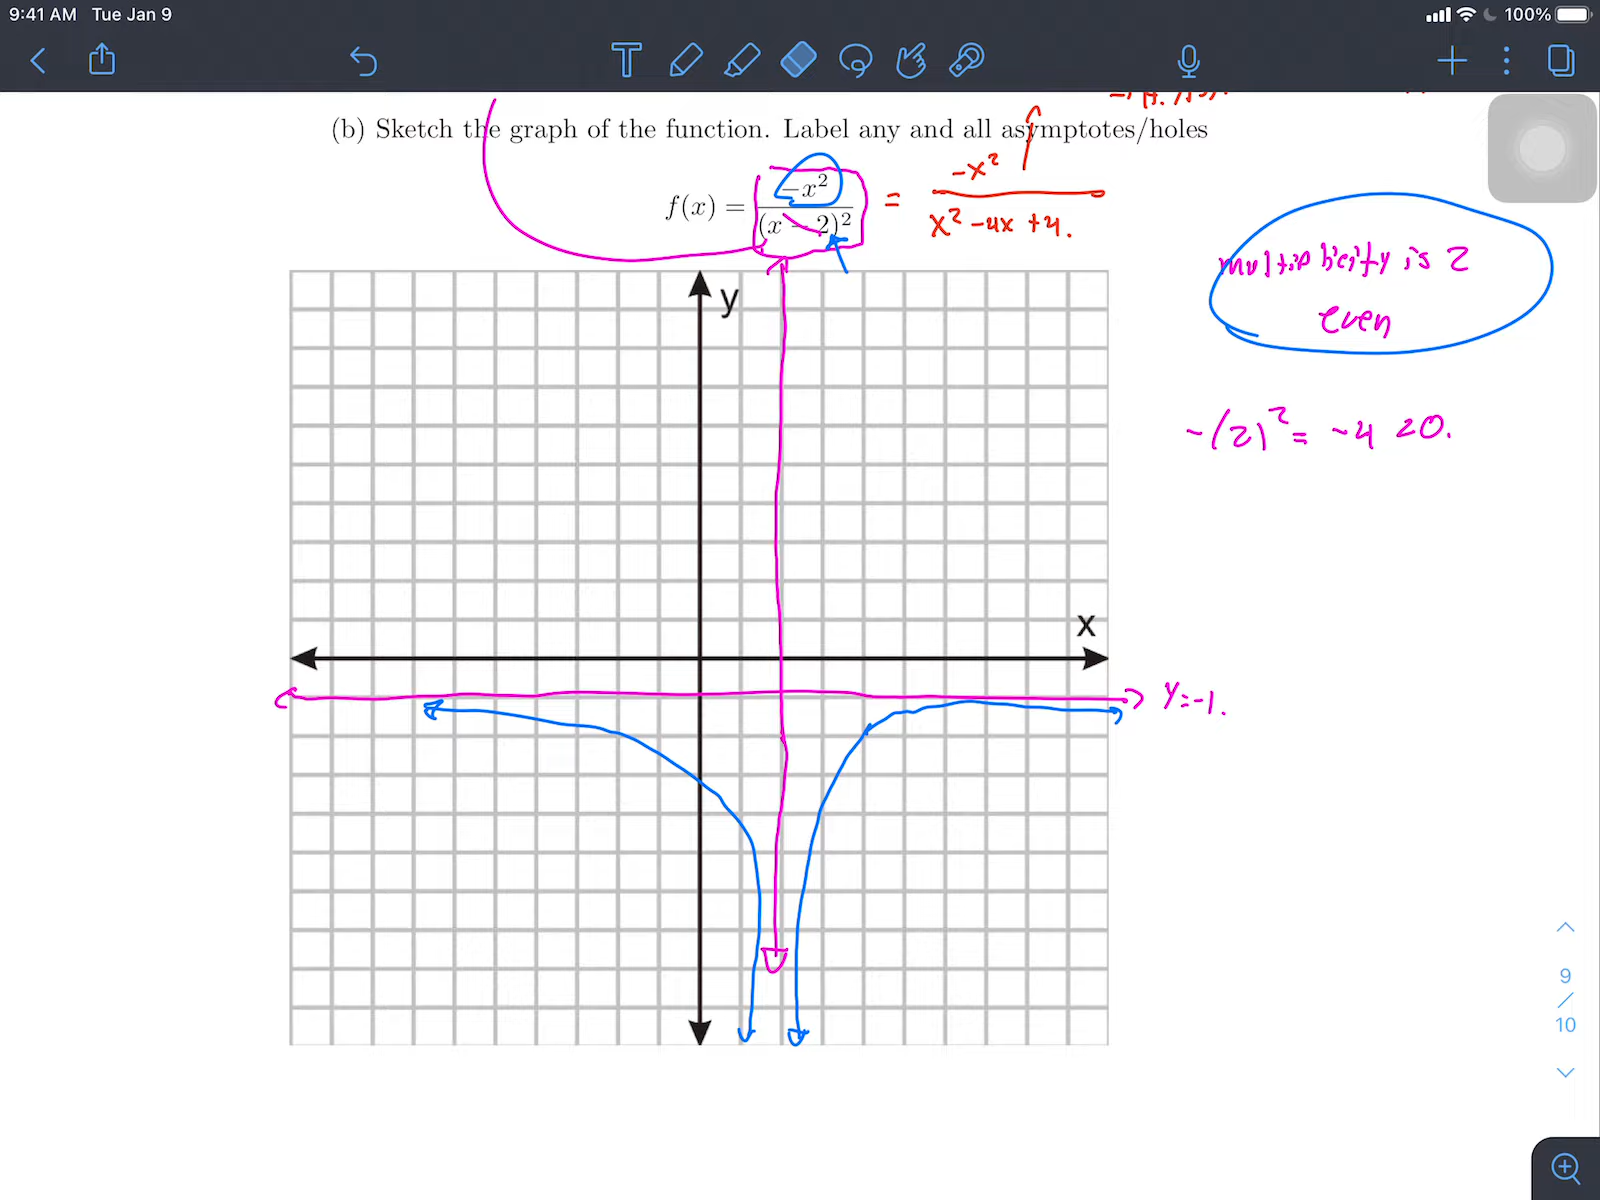 9:41 AM Tue Jan 9
100%
(b) Sketch the graph of the function. Label any and all asymptotes/holes
f(x) = -x² / (x - 2)² = -x² / x² -4x +4.
multiplicity is 2
even
-(2)² = -4 <0.
y
x
y=-1.
9
/
10